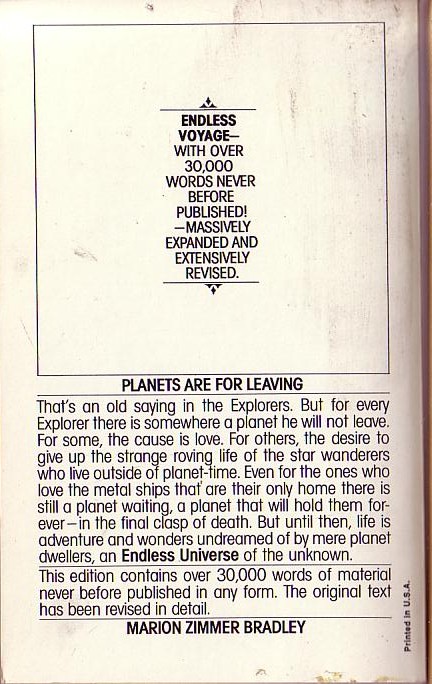 ENDLESS
VOYAGE—
WITH OVER
30,000
WORDS NEVER
BEFORE
PUBLISHED!
—MASSIVELY
EXPANDED AND
EXTENSIVELY
REVISED.
PLANETS ARE FOR LEAVING
That's an old saying in the Explorers. But for every
Explorer there is somewhere a planet he will not leave.
For some, the cause is love. For others, the desire to
give up the strange roving life of the star wanderers
who live outside of planet-time. Even for the ones who
love the metal ships that are their only home there is
still a planet waiting, a planet that will hold them for-
ever—in the final clasp of death. But until then, life is
adventure and wonders undreamed of by mere planet
dwellers, an Endless Universe of the unknown.
This edition contains over 30,000 words of material
never before published in any form. The original text
has been revised in detail.
MARION ZIMMER BRADLEY
Printed in U.S.A.